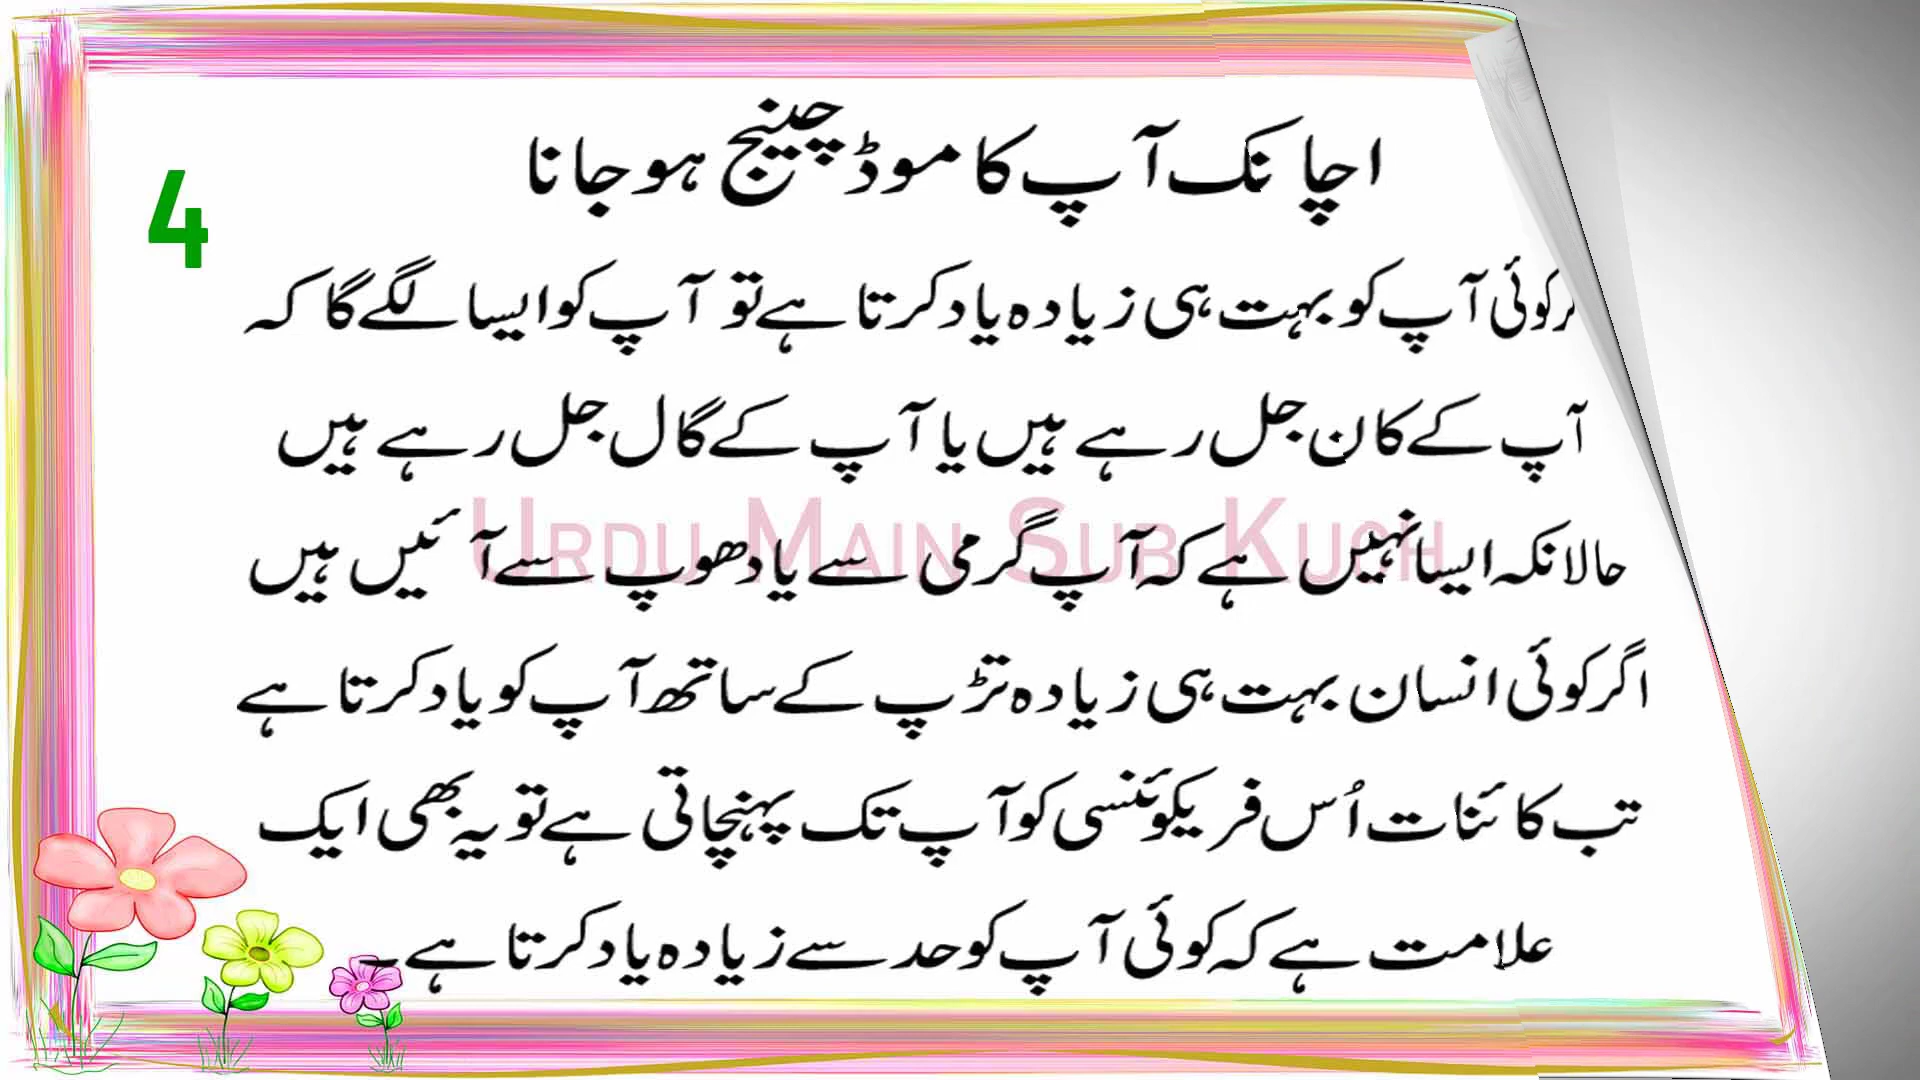 4
اچانک آپ کا موڈ چینج ہو جانا
کوئی آپ کو بہت ہی زیادہ یاد کرتا ہے تو آپ کو ایسا لگے گا کہ
آپ کے کان جل رہے ہیں یا آپ کے گال جل رہے ہیں
URDU MAIN SUB KUCH
حالانکہ ایسا نہیں ہے کہ آپ گرمی سے یا دھوپ سے آئیں ہیں
اگر کوئی انسان بہت ہی زیادہ تڑپ کے ساتھ آپ کو یاد کرتا ہے
تب کائنات اُس فریکوئنسی کو آپ تک پہنچاتی ہے تو یہ بھی ایک
علامت ہے کہ کوئی آپ کو حد سے زیادہ یاد کرتا ہے۔